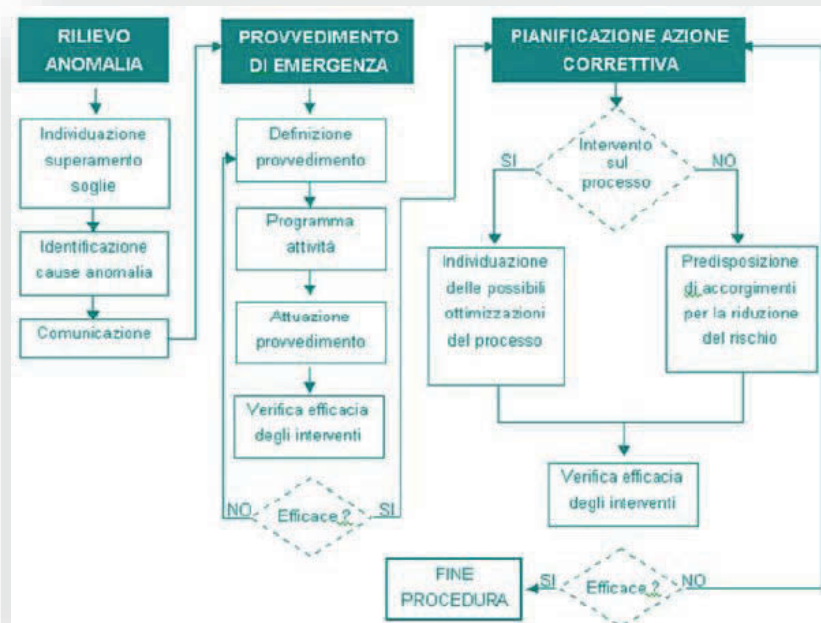 RILIEVO
ANOMALIA
Individuazione
superamento
soglie
Identificazione
cause anomalia
Comunicazione
PROVVEDIMENTO
DI EMERGENZA
Definizione
provvedimento
Programma
attività
Attuazione
provvedimento
Verifica efficacia
degli interventi
NO
Efficace?
SI
PIANIFICAZIONE AZIONE
CORRETTIVA
Intervento
sul
processo
SI
NO
Individuazione
delle possibili
ottimizzazioni
del processo
Predisposizione
di accorgimenti
per la riduzione
del rischio
Verifica efficacia
degli interventi
FINE
PROCEDURA
SI
Efficace?
NO